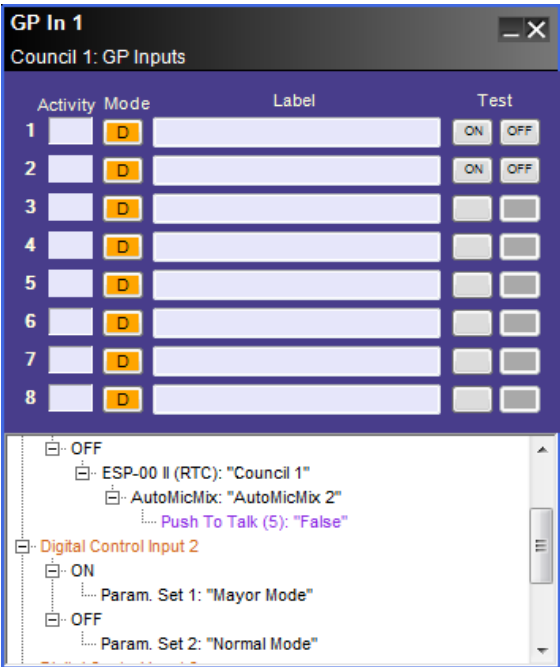 GP In 1
Council 1: GP Inputs
Activity Mode Label Test
1 D ON OFF
2 D ON OFF
3 D
4 D
5 D
6 D
7 D
8 D
OFF
ESP-00 II (RTC): "Council 1"
AutoMicMix: "AutoMicMix 2"
Push To Talk (5): "False"
Digital Control Input 2
ON
Param. Set 1: "Mayor Mode"
OFF
Param. Set 2: "Normal Mode"